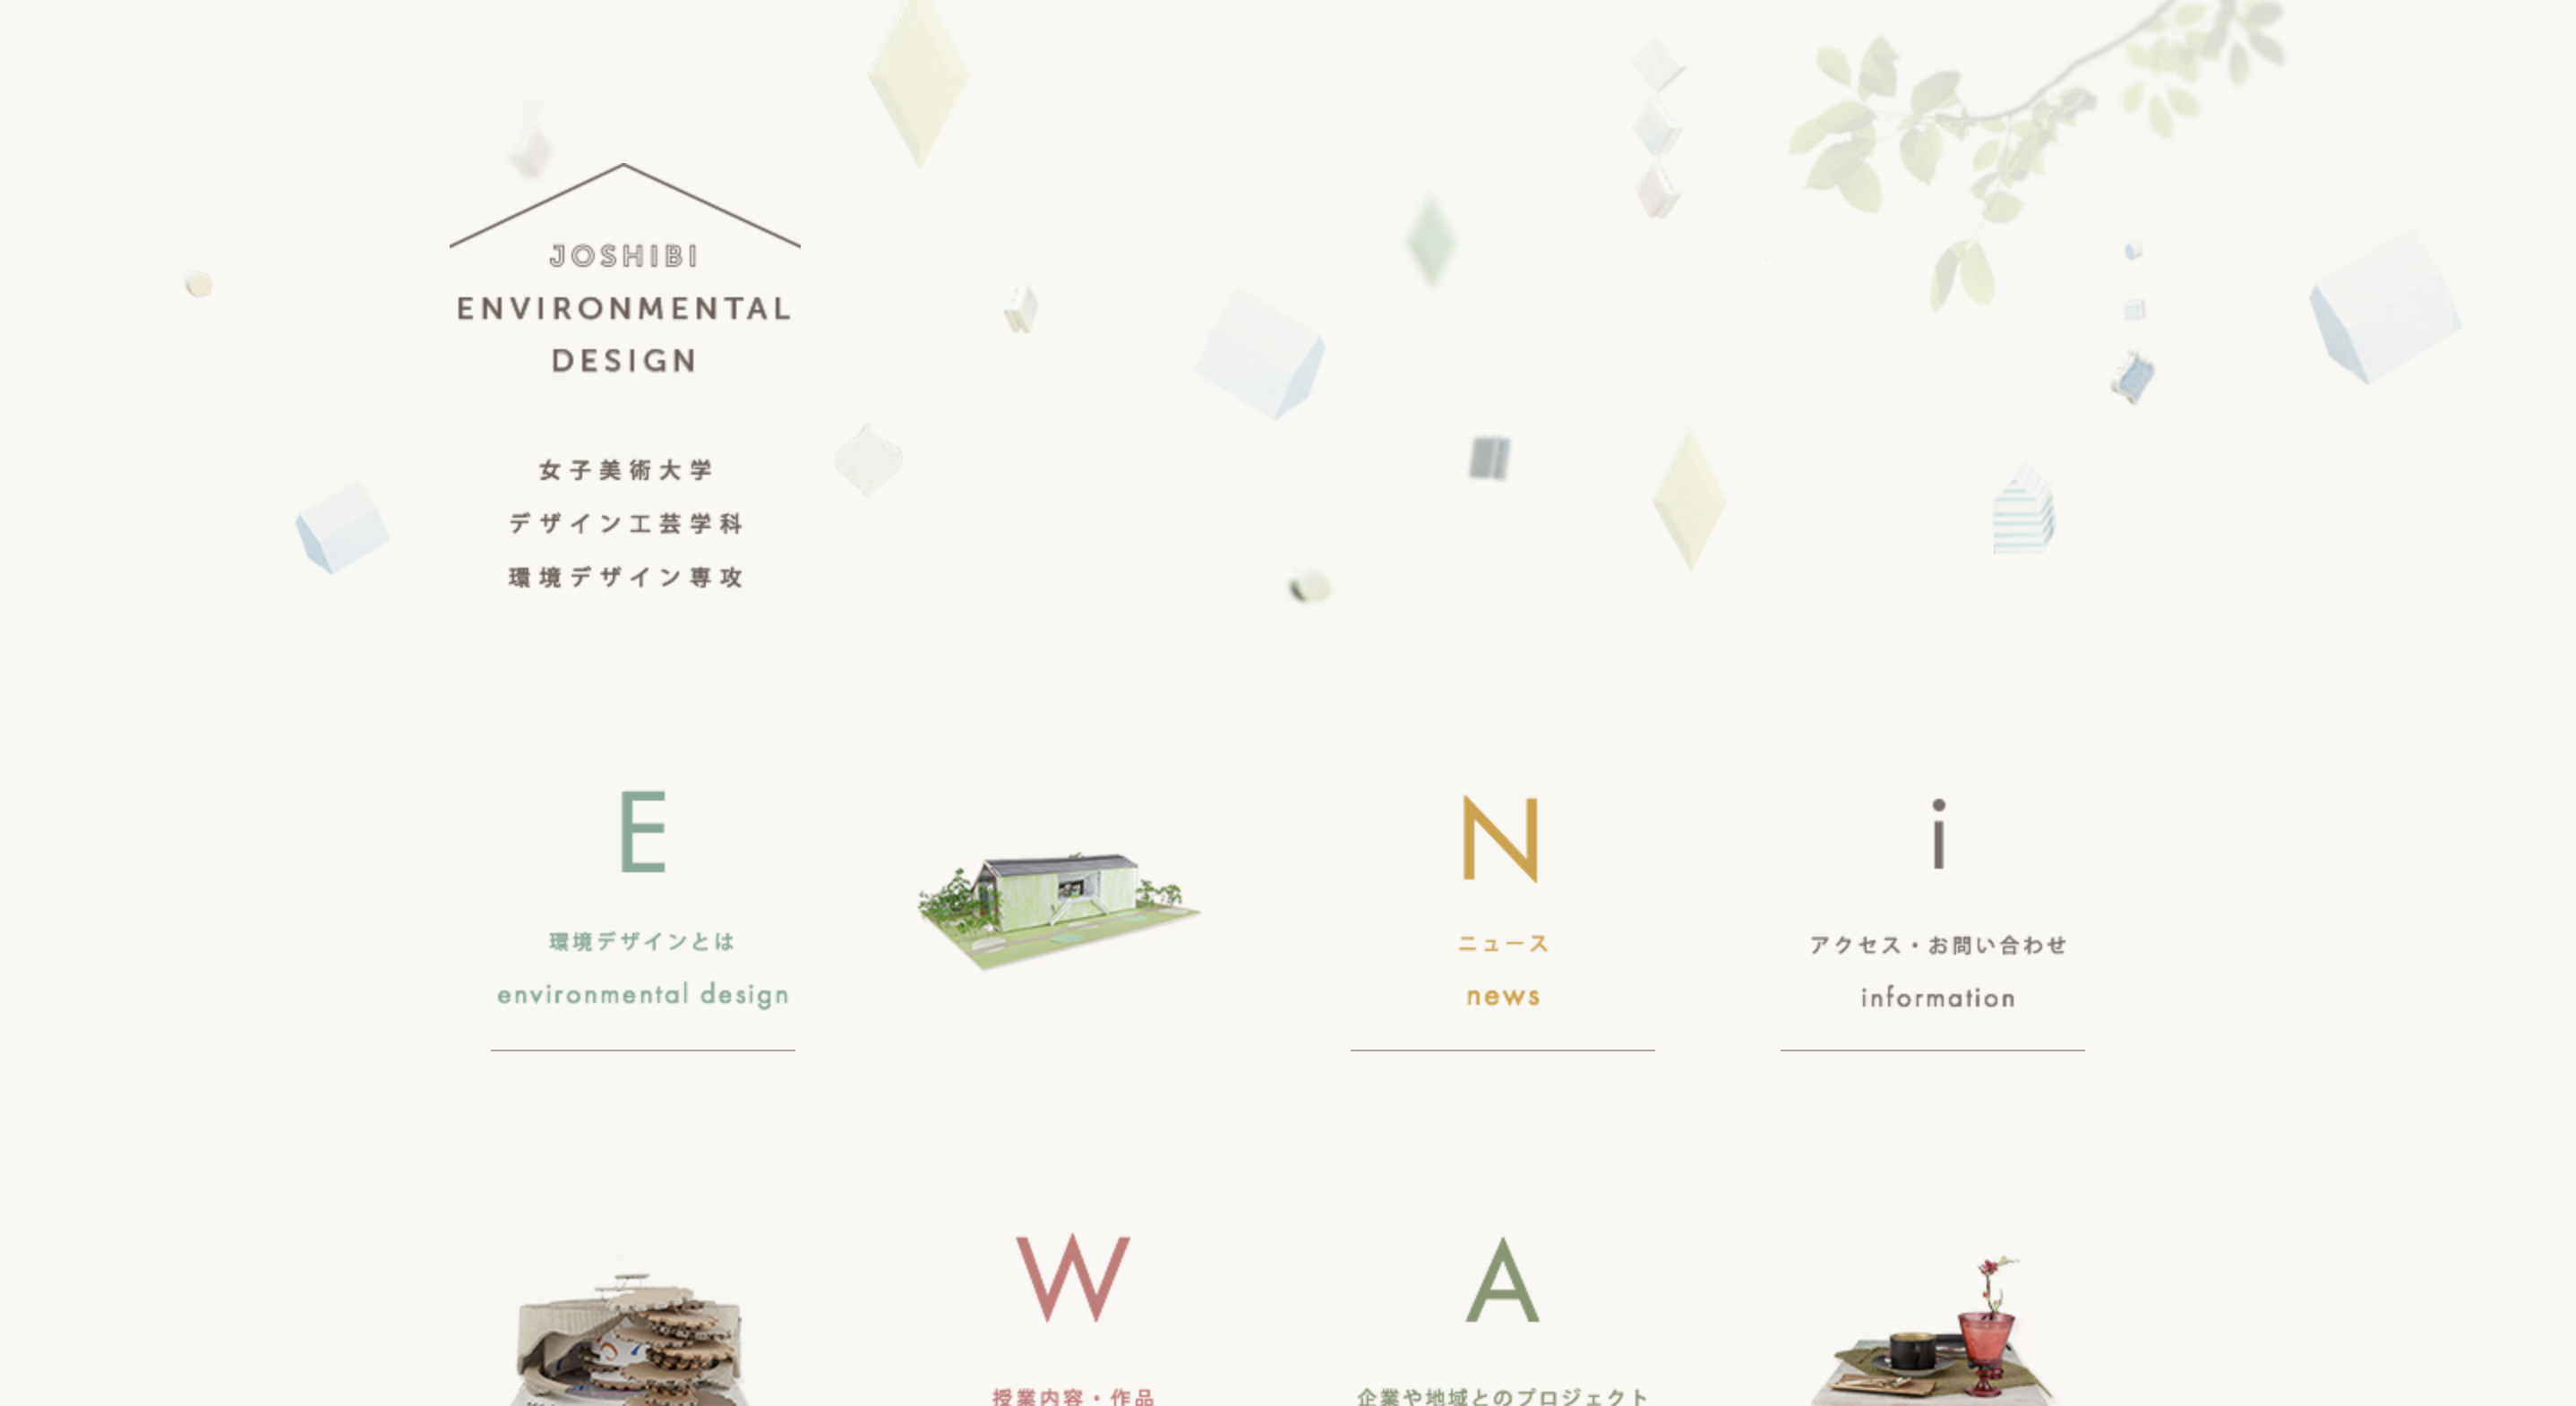 JOSHIBI
ENVIRONMENTAL
DESIGN
女子美術大学
デザイン工芸学科
環境デザイン専攻
E
環境デザインとは
environmental design
N
ニュース
news
i
アクセス・お問い合わせ
information
W
授業内容・作品
A
企業や地域とのプロジェクト